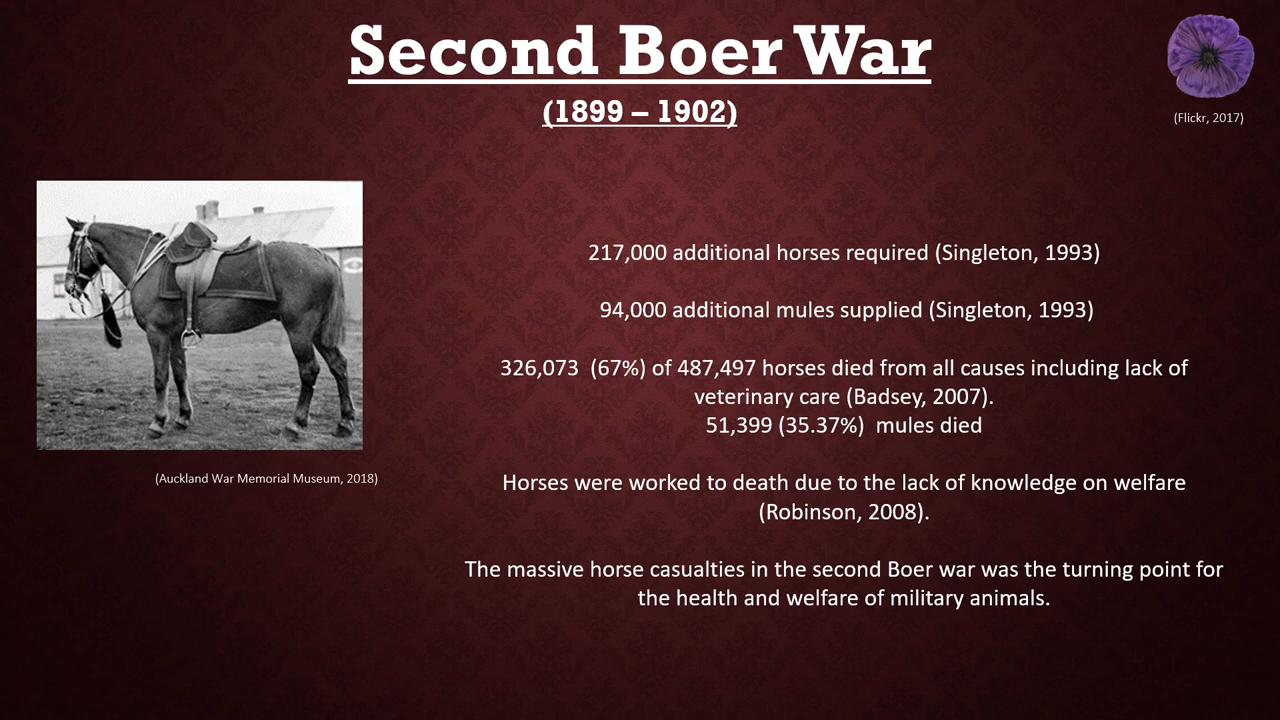 Second Boer War
(1899 – 1902)
(Flickr, 2017)
217,000 additional horses required (Singleton, 1993)
94,000 additional mules supplied (Singleton, 1993)
326,073  (67%) of 487,497 horses died from all causes including lack of
veterinary care (Badsey, 2007).
51,399 (35.37%)  mules died
(Auckland War Memorial Museum, 2018)
Horses were worked to death due to the lack of knowledge on welfare
(Robinson, 2008).
The massive horse casualties in the second Boer war was the turning point for
the health and welfare of military animals.